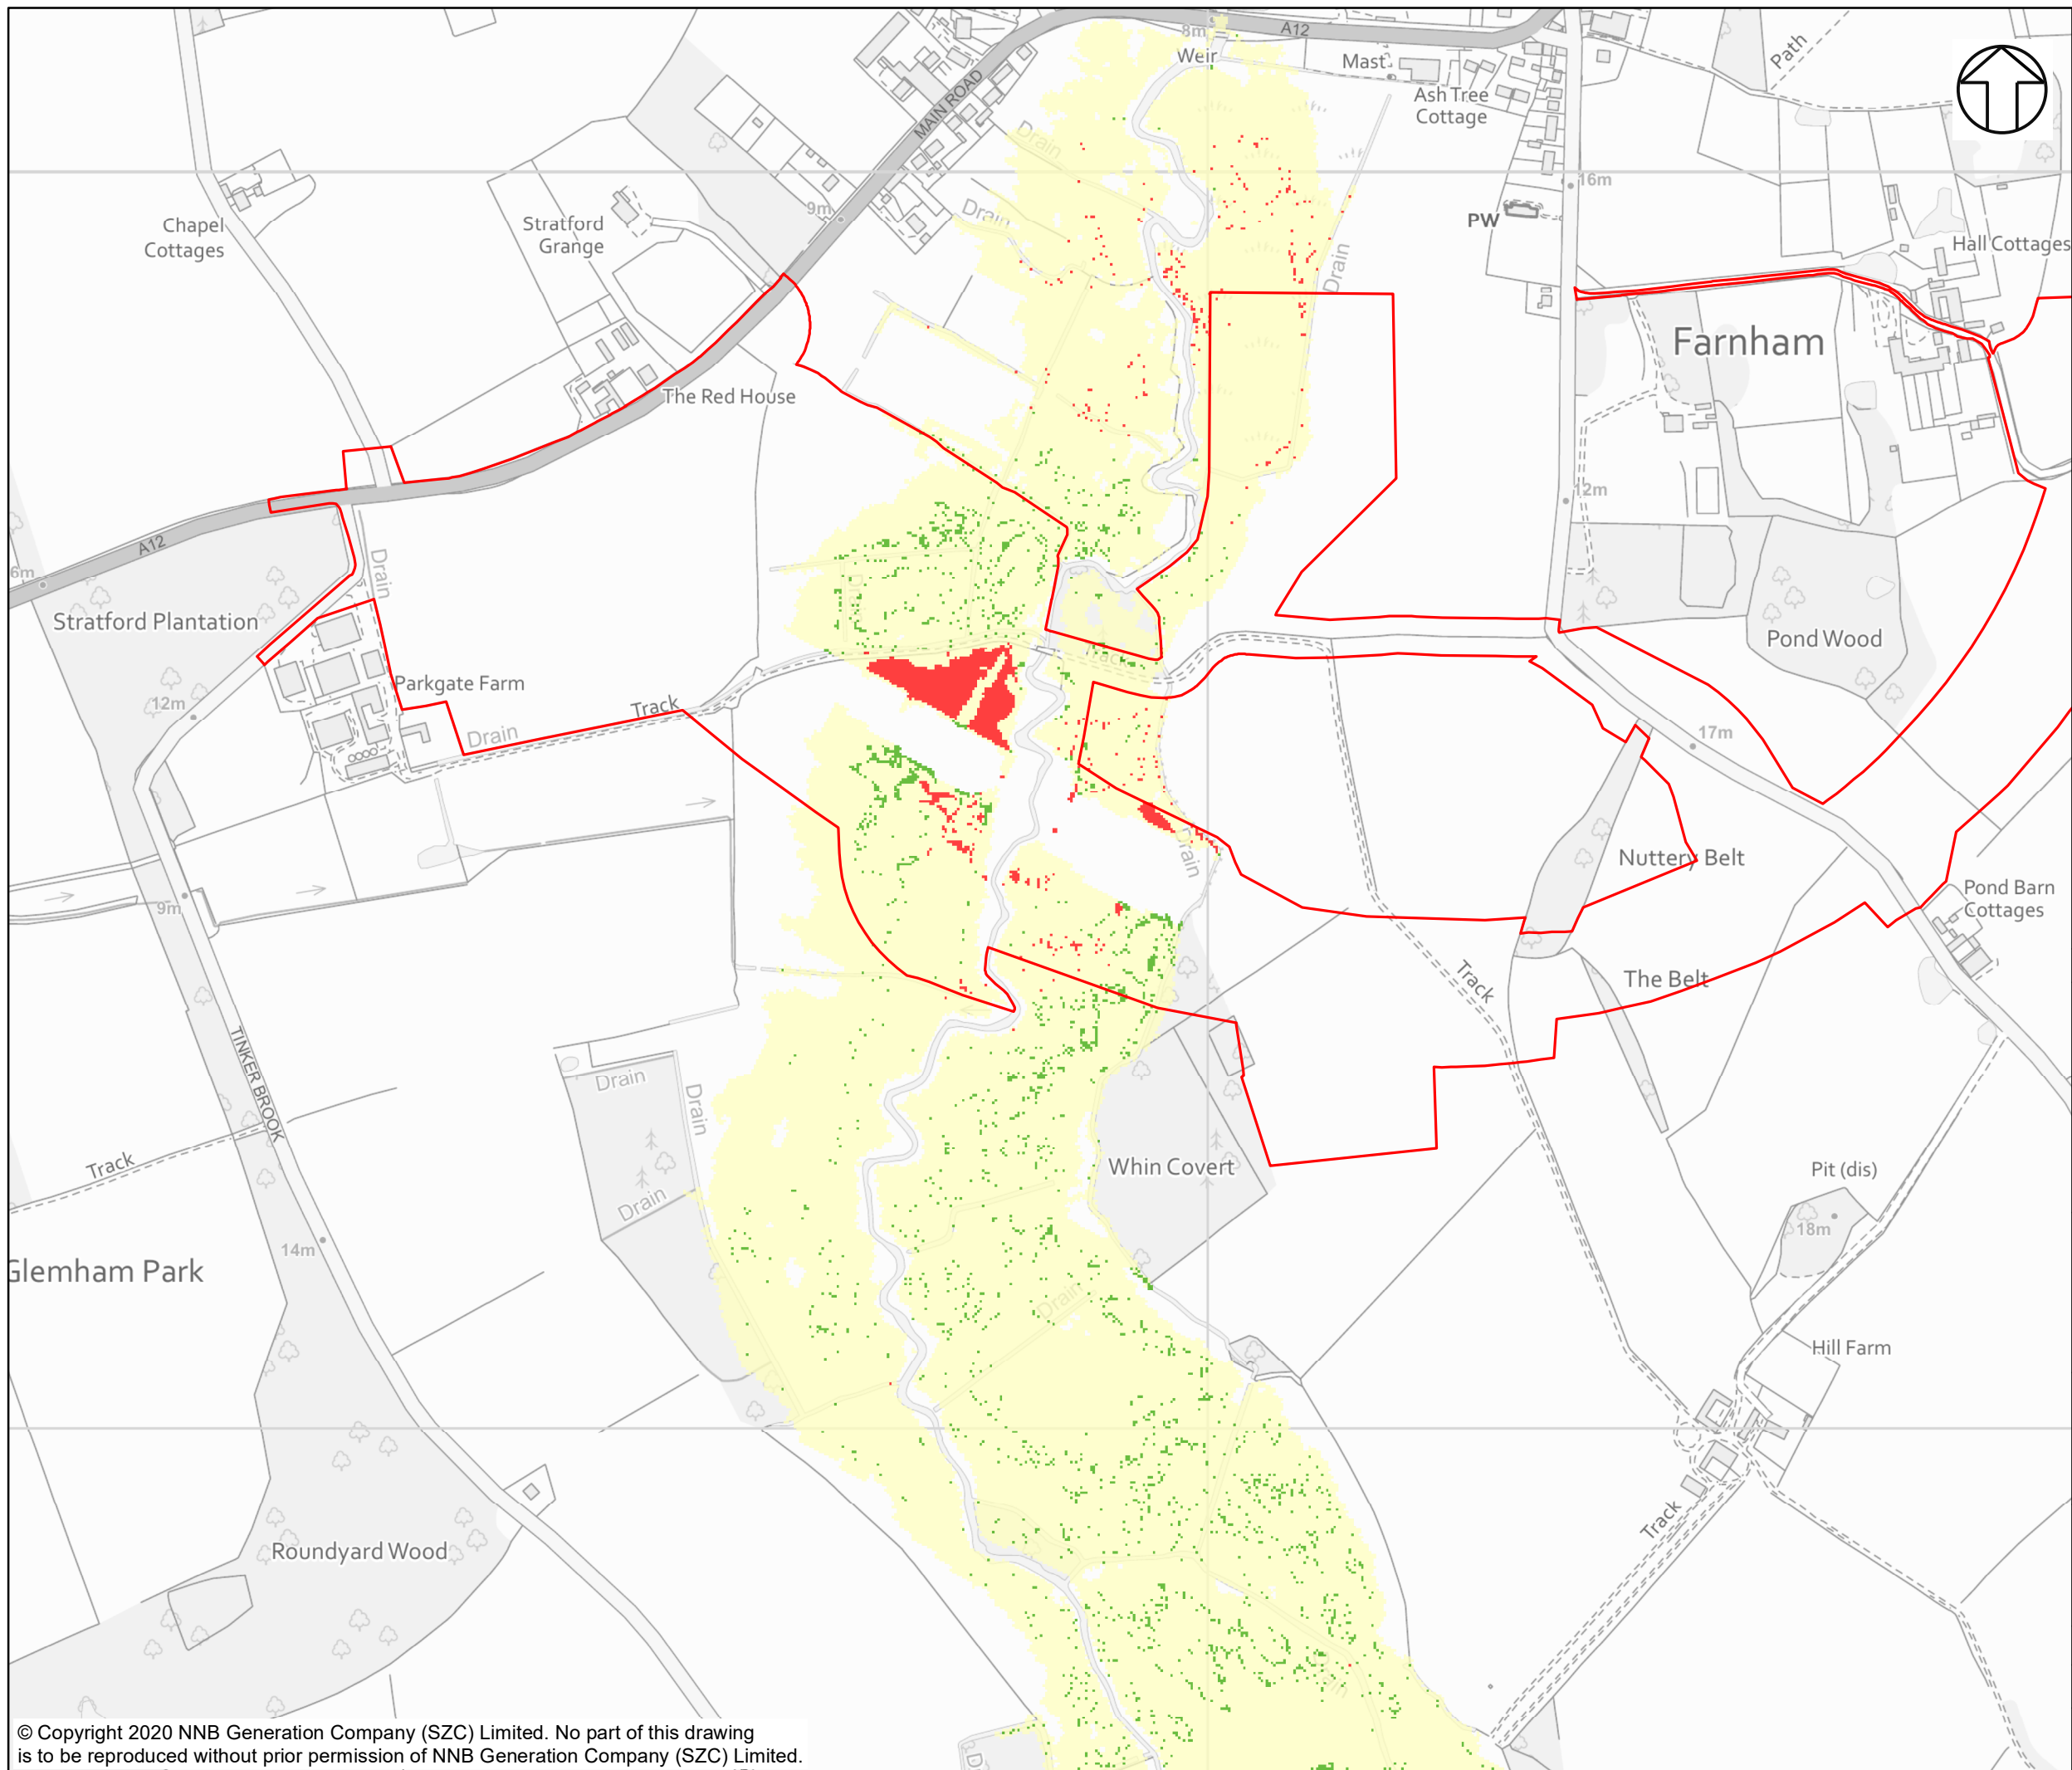 A12
8m
Weir
Mast
Path
Ash Tree
Cottage
MAIN ROAD
Drain
16m
Chapel
Cottages
Stratford
Grange
9m
Drain
PW
Hall Cottages
Drain
Farnham
The Red House
12m
A12
Drain
6m
Drain
Stratford Plantation
Pond Wood
Track
Parkgate Farm
12m
Track
Drain
17m
Drain
Nuttery Belt
9m
Pond Barn
Cottages
Track
The Belt
TINKER BROOK
Drain
Drain
Track
Whin Covert
Pit (dis)
Drain
18m
14m
Glemham Park
Drain
Hill Farm
Track
Roundyard Wood
Drain
© Copyright 2020 NNB Generation Company (SZC) Limited. No part of this drawing
is to be reproduced without prior permission of NNB Generation Company (SZC) Limited.